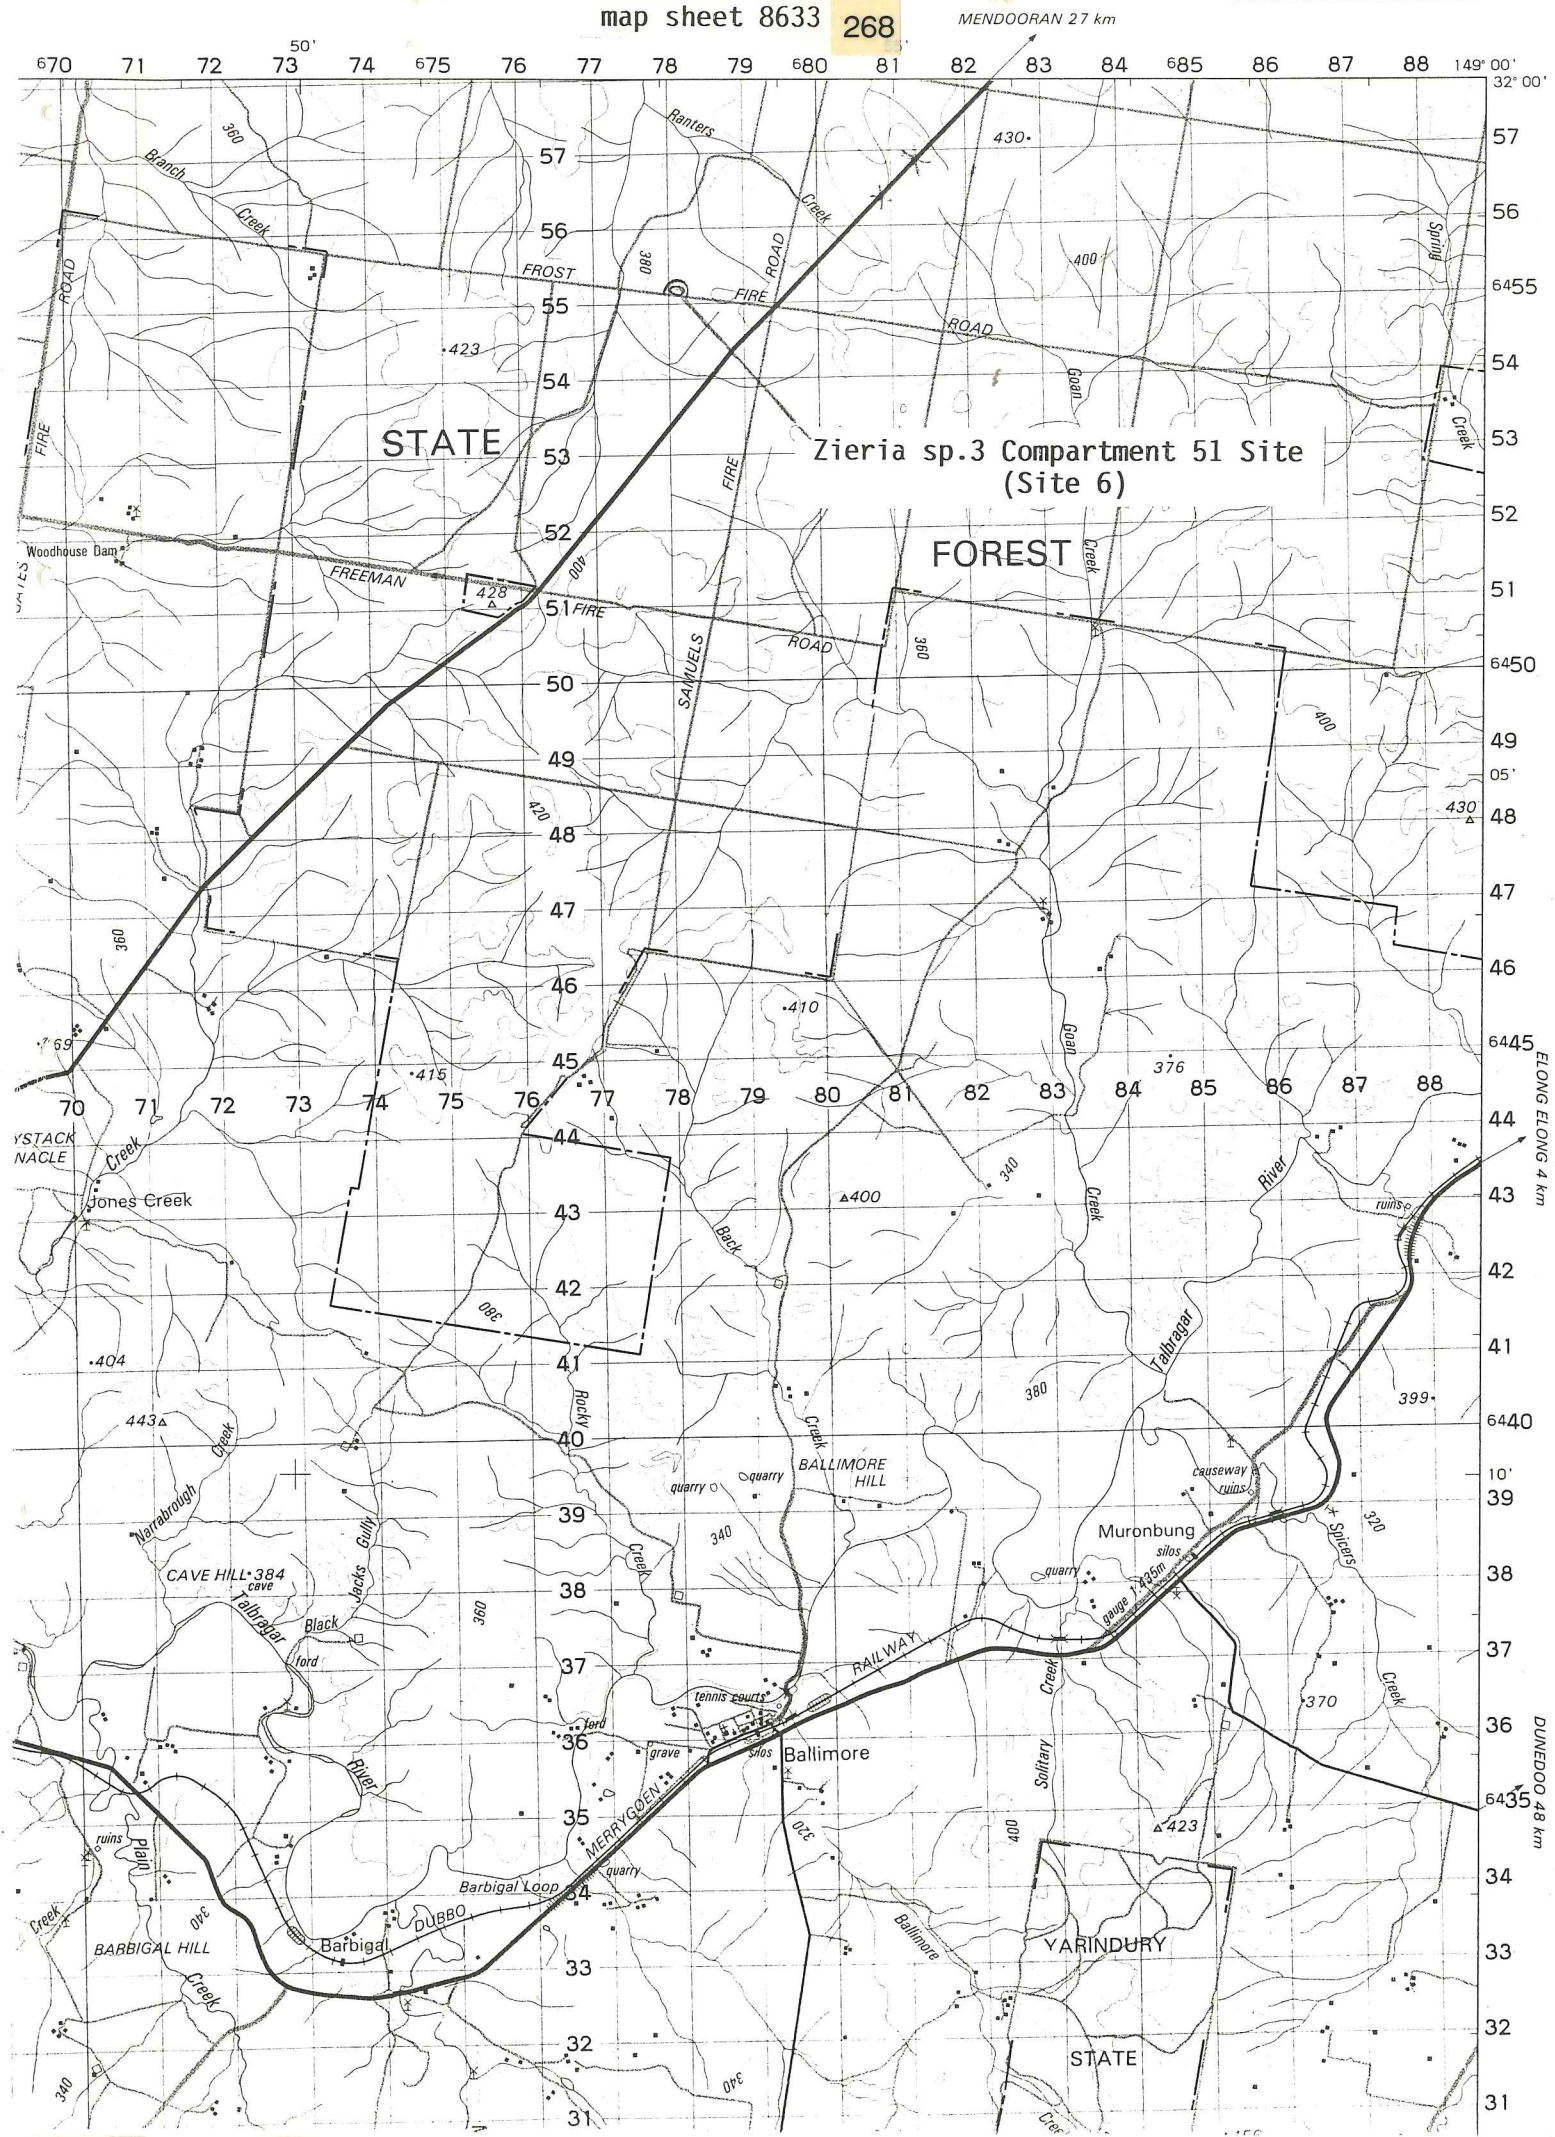 map sheet 8633 268 MENDOORAN 27 km
50' 55'
670 71 72 73 74 675 76 77 78 79 680 81 82 83 84 685 86 87 88 149° 00'
32° 00'
Ranters
360
430
57 57
Branch
Creek
Creek
56 56
Spring
380
ROAD
400
ROAD
FROST
FIRE
6455
55
ROAD
423
54
54
Goan
STATE
FIRE
53
Creek
Zieria sp.3 Compartment 51 Site
(Site 6)
53
FIRE
52
52
Woodhouse Dam
FREEMAN
400
FOREST
Creek
428
51 FIRE
51
ROAD
360
SAMUELS
6450
50
400
49
49
05'
420
430
48
48
47
47
360
46
46
410
Goan
6445
45
415
376
ELONG ELONG 4 km
70 71 72 73 74 75 76 77 78 79 80 81 82 83 84 85 86 87 88
44
44
Creek
340
River
Jones Creek
400
Creek
ruins
43
43
Back
42
42
380
Talbragar
41
41
404
380
399
443
Creek
Rocky
Creek
6440
40
BALLIMORE
HILL
quarry
quarry
causeway
ruins
10'
39
39
Narrabrough
340
Muronbung
320
Jacks Gully
Creek
silos
Spicers
CAVE HILL 384
cave
quarry
38
38
gauge 1·435m
Talbragar
Black
360
RAILWAY
37
37
ford
Creek
Creek
tennis courts
370
36
36
ford
grave
silos
Ballimore
River
Solitary
DUNEDOO 48 km
MERRYGOEN
6435
35
320
400
423
ruins
Plain
quarry
34
34
Barbigal Loop
340
DUBBO
Creek
Ballimore
BARBIGAL HILL
Barbigal
YARINDURY
33
33
Creek
32
32
STATE
340
340
31
31
Creek